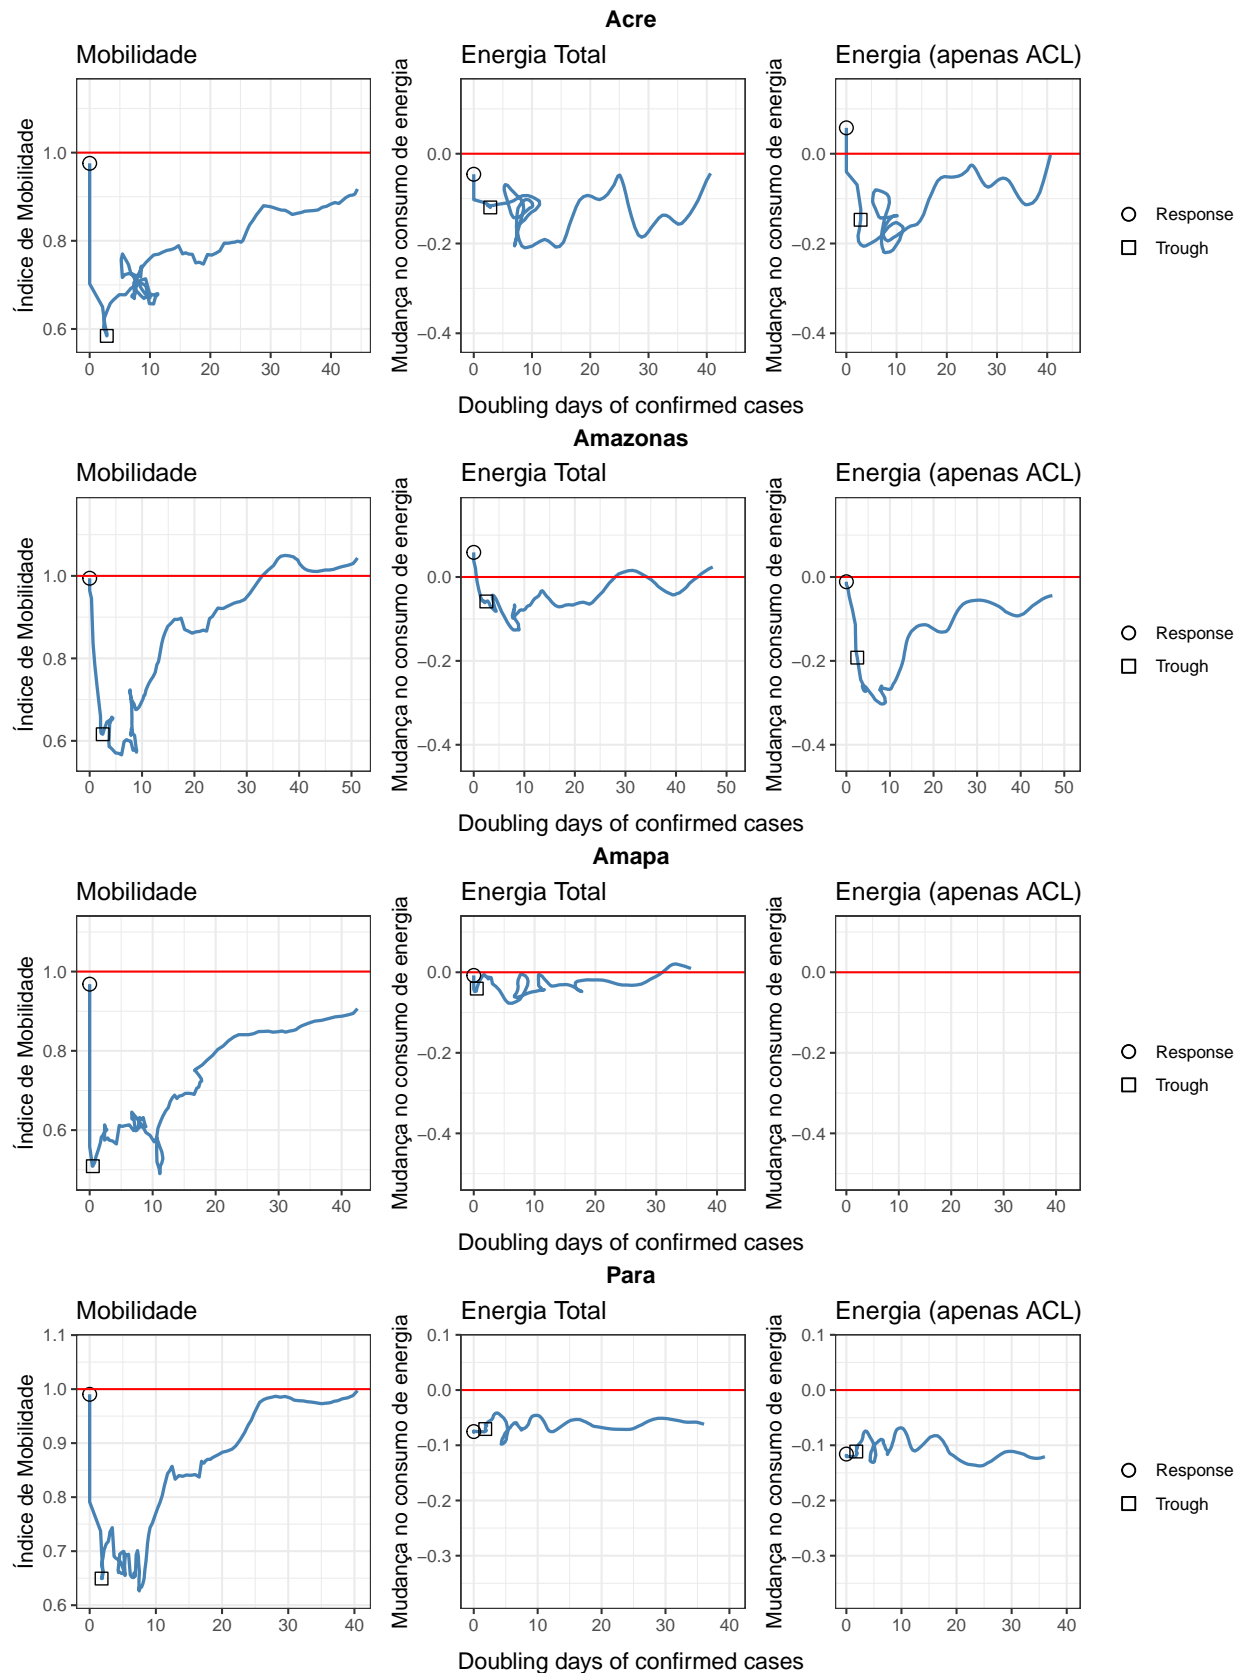 Acre
Mobilidade
Energia Total
Energia (apenas ACL)
Índice de Mobilidade
1.0
0.8
0.6
0 10 20 30 40
Mudança no consumo de energia
0.0
−0.2
−0.4
0 10 20 30 40
Mudança no consumo de energia
0.0
−0.2
−0.4
0 10 20 30 40
Response
Trough
Doubling days of confirmed cases
Amazonas
Mobilidade
Energia Total
Energia (apenas ACL)
Índice de Mobilidade
1.0
0.8
0.6
0 10 20 30 40 50
Mudança no consumo de energia
0.0
−0.2
−0.4
0 10 20 30 40 50
Mudança no consumo de energia
0.0
−0.2
−0.4
0 10 20 30 40 50
Response
Trough
Doubling days of confirmed cases
Amapa
Mobilidade
Energia Total
Energia (apenas ACL)
Índice de Mobilidade
1.0
0.8
0.6
0 10 20 30 40
Mudança no consumo de energia
0.0
−0.2
−0.4
0 10 20 30 40
Mudança no consumo de energia
0.0
−0.2
−0.4
0 10 20 30 40
Response
Trough
Doubling days of confirmed cases
Para
Mobilidade
Energia Total
Energia (apenas ACL)
Índice de Mobilidade
1.1
1.0
0.9
0.8
0.7
0.6
0 10 20 30 40
Mudança no consumo de energia
0.1
0.0
−0.1
−0.2
−0.3
0 10 20 30 40
Mudança no consumo de energia
0.1
0.0
−0.1
−0.2
−0.3
0 10 20 30 40
Response
Trough
Doubling days of confirmed cases